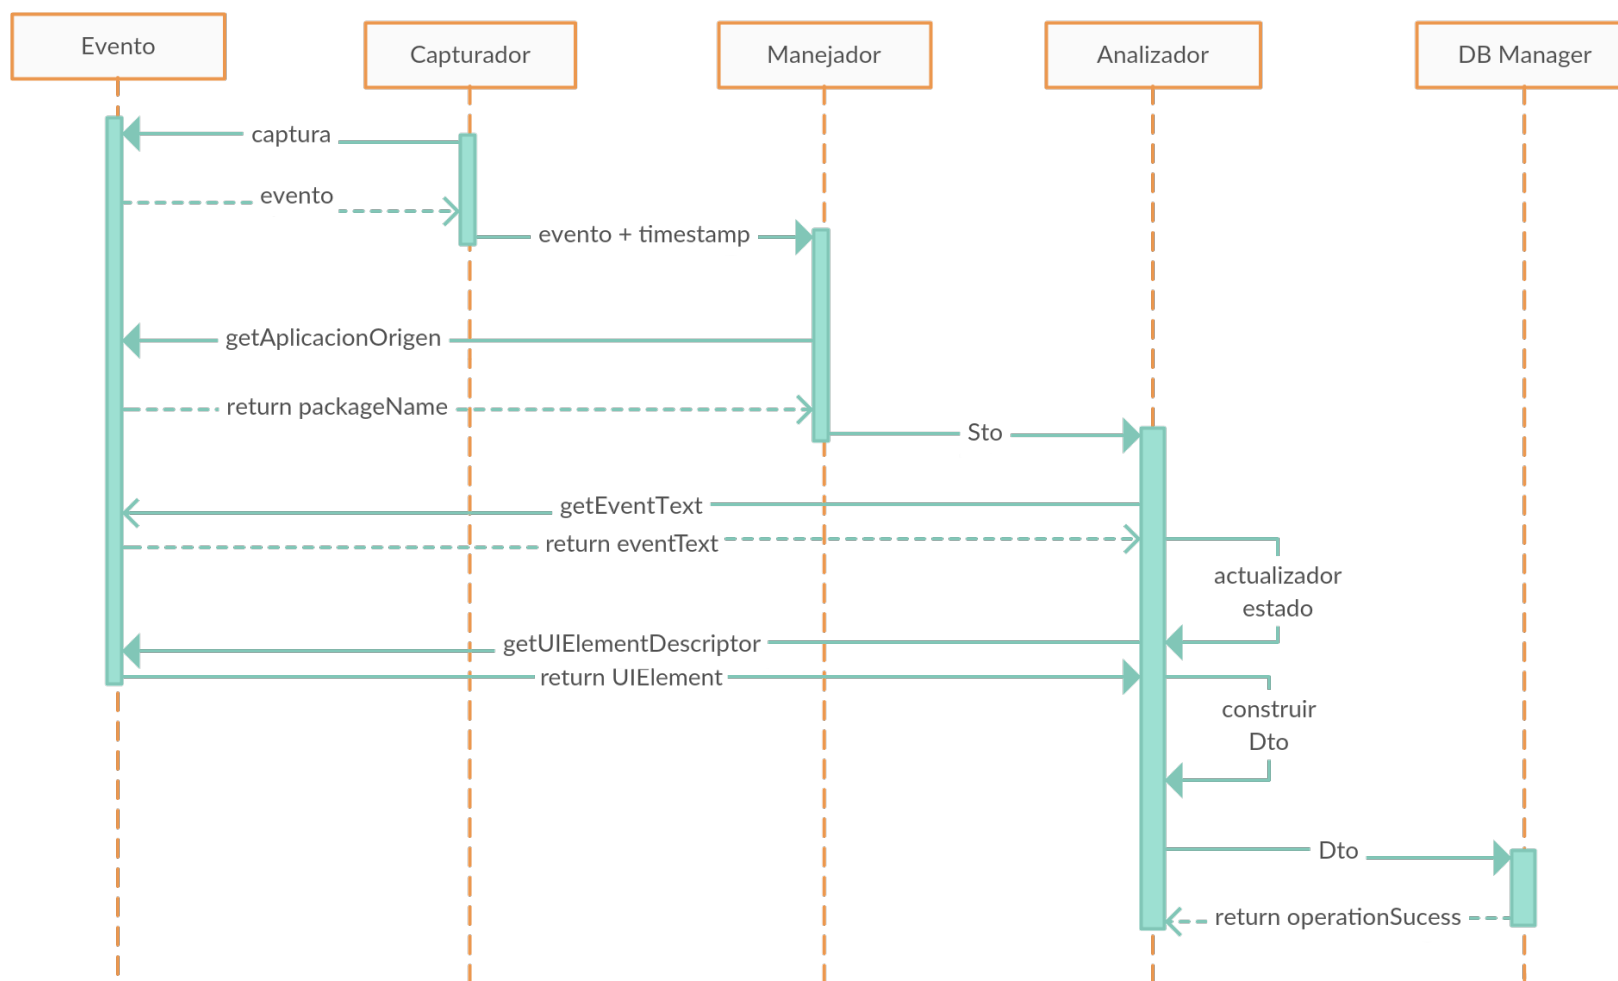 Evento
Capturador
Manejador
Analizador
DB Manager
captura
evento
evento + timestamp
getAplicacionOrigen
return packageName
Sto
getEventText
return eventText
actualizador
estado
getUIElementDescriptor
return UIElement
construir
Dto
Dto
return operationSucess